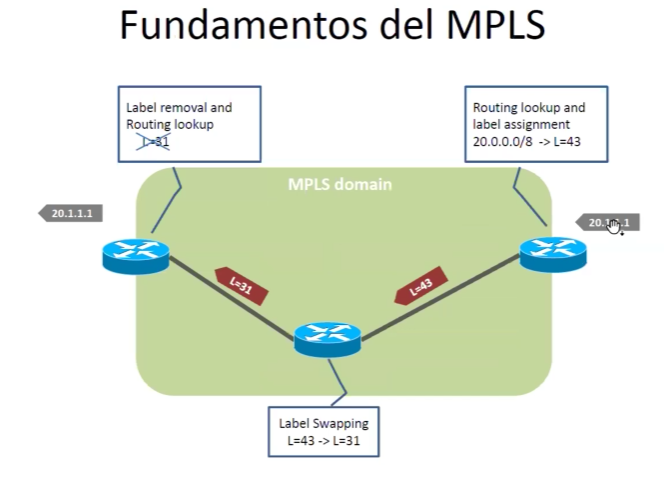 Fundamentos del MPLS
Label removal and
Routing lookup
L=31
Routing lookup and
label assignment
20.0.0.0/8 -> L=43
MPLS domain
20.1.1.1
L=31
L=43
Label Swapping
L=43 -> L=31